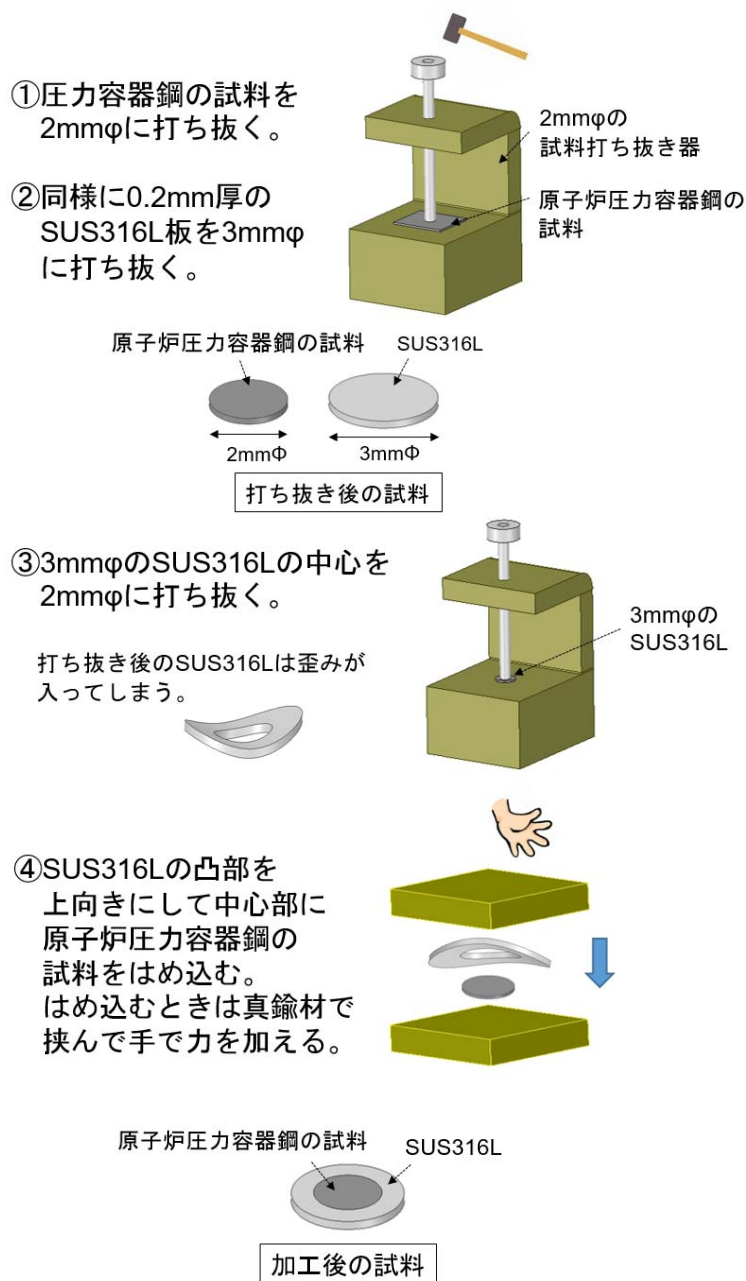 ①圧力容器鋼の試料を
2mmφに打ち抜く。
2mmφの
試料打ち抜き器
②同様に0.2mm厚の
SUS316L板を3mmφ
に打ち抜く。
原子炉圧力容器鋼の
試料
原子炉圧力容器鋼の試料
SUS316L
2mmΦ
3mmΦ
打ち抜き後の試料
③3mmφのSUS316Lの中心を
2mmφに打ち抜く。
3mmφの
SUS316L
打ち抜き後のSUS316Lは歪みが
入ってしまう。
④SUS316Lの凸部を
上向きにして中心部に
原子炉圧力容器鋼の
試料をはめ込む。
はめ込むときは真鍮材で
挟んで手で力を加える。
原子炉圧力容器鋼の試料
SUS316L
加工後の試料